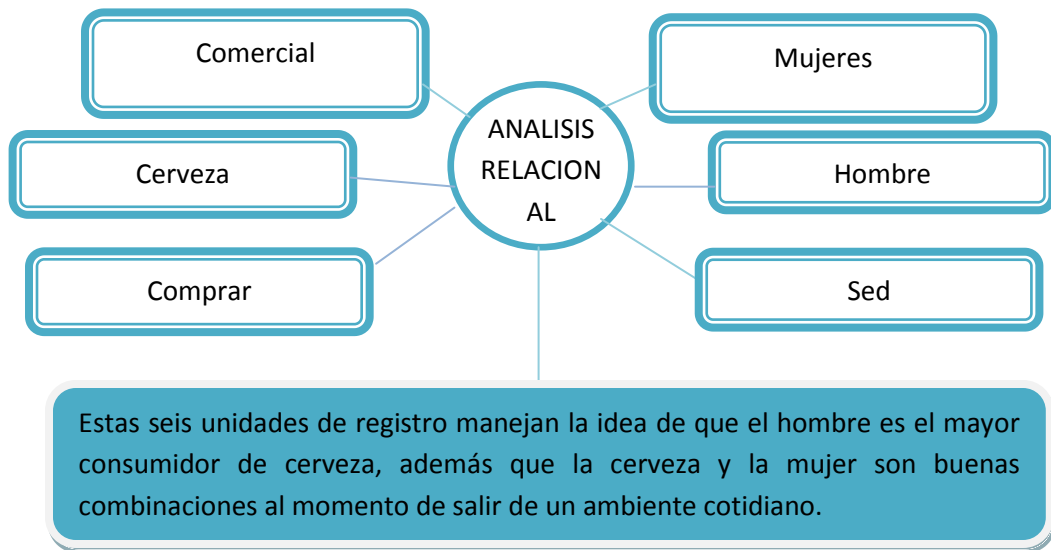 Comercial
Mujeres
ANALISIS
RELACION
AL
Cerveza
Hombre
Comprar
Sed
Estas seis unidades de registro manejan la idea de que el hombre es el mayor
consumidor de cerveza, además que la cerveza y la mujer son buenas
combinaciones al momento de salir de un ambiente cotidiano.